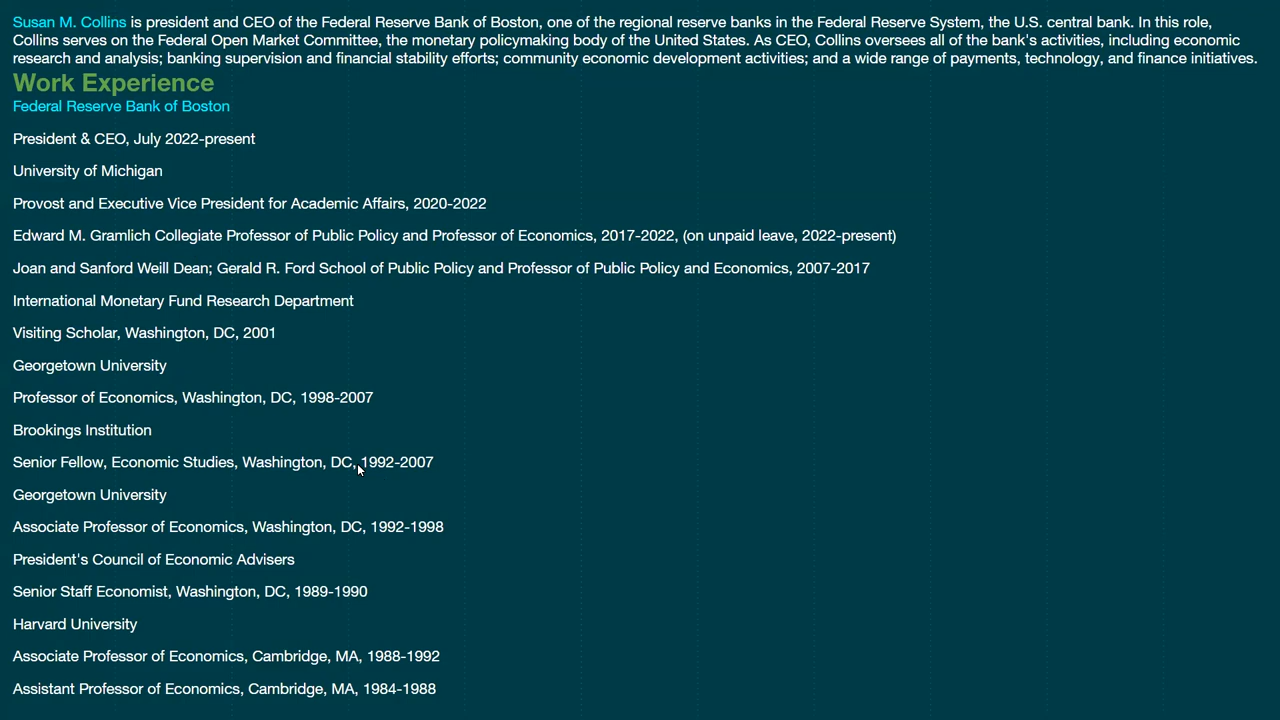 Susan M. Collins is president and CEO of the Federal Reserve Bank of Boston, one of the regional reserve banks in the Federal Reserve System, the U.S. central bank. In this role,
Collins serves on the Federal Open Market Committee, the monetary policymaking body of the United States. As CEO, Collins oversees all of the bank's activities, including economic
research and analysis; banking supervision and financial stability efforts; community economic development activities; and a wide range of payments, technology, and finance initiatives.
Work Experience
Federal Reserve Bank of Boston
President & CEO, July 2022-present
University of Michigan
Provost and Executive Vice President for Academic Affairs, 2020-2022
Edward M. Gramlich Collegiate Professor of Public Policy and Professor of Economics, 2017-2022, (on unpaid leave, 2022-present)
Joan and Sanford Weill Dean; Gerald R. Ford School of Public Policy and Professor of Public Policy and Economics, 2007-2017
International Monetary Fund Research Department
Visiting Scholar, Washington, DC, 2001
Georgetown University
Professor of Economics, Washington, DC, 1998-2007
Brookings Institution
Senior Fellow, Economic Studies, Washington, DC, 1992-2007
Georgetown University
Associate Professor of Economics, Washington, DC, 1992-1998
President's Council of Economic Advisers
Senior Staff Economist, Washington, DC, 1989-1990
Harvard University
Associate Professor of Economics, Cambridge, MA, 1988-1992
Assistant Professor of Economics, Cambridge, MA, 1984-1988